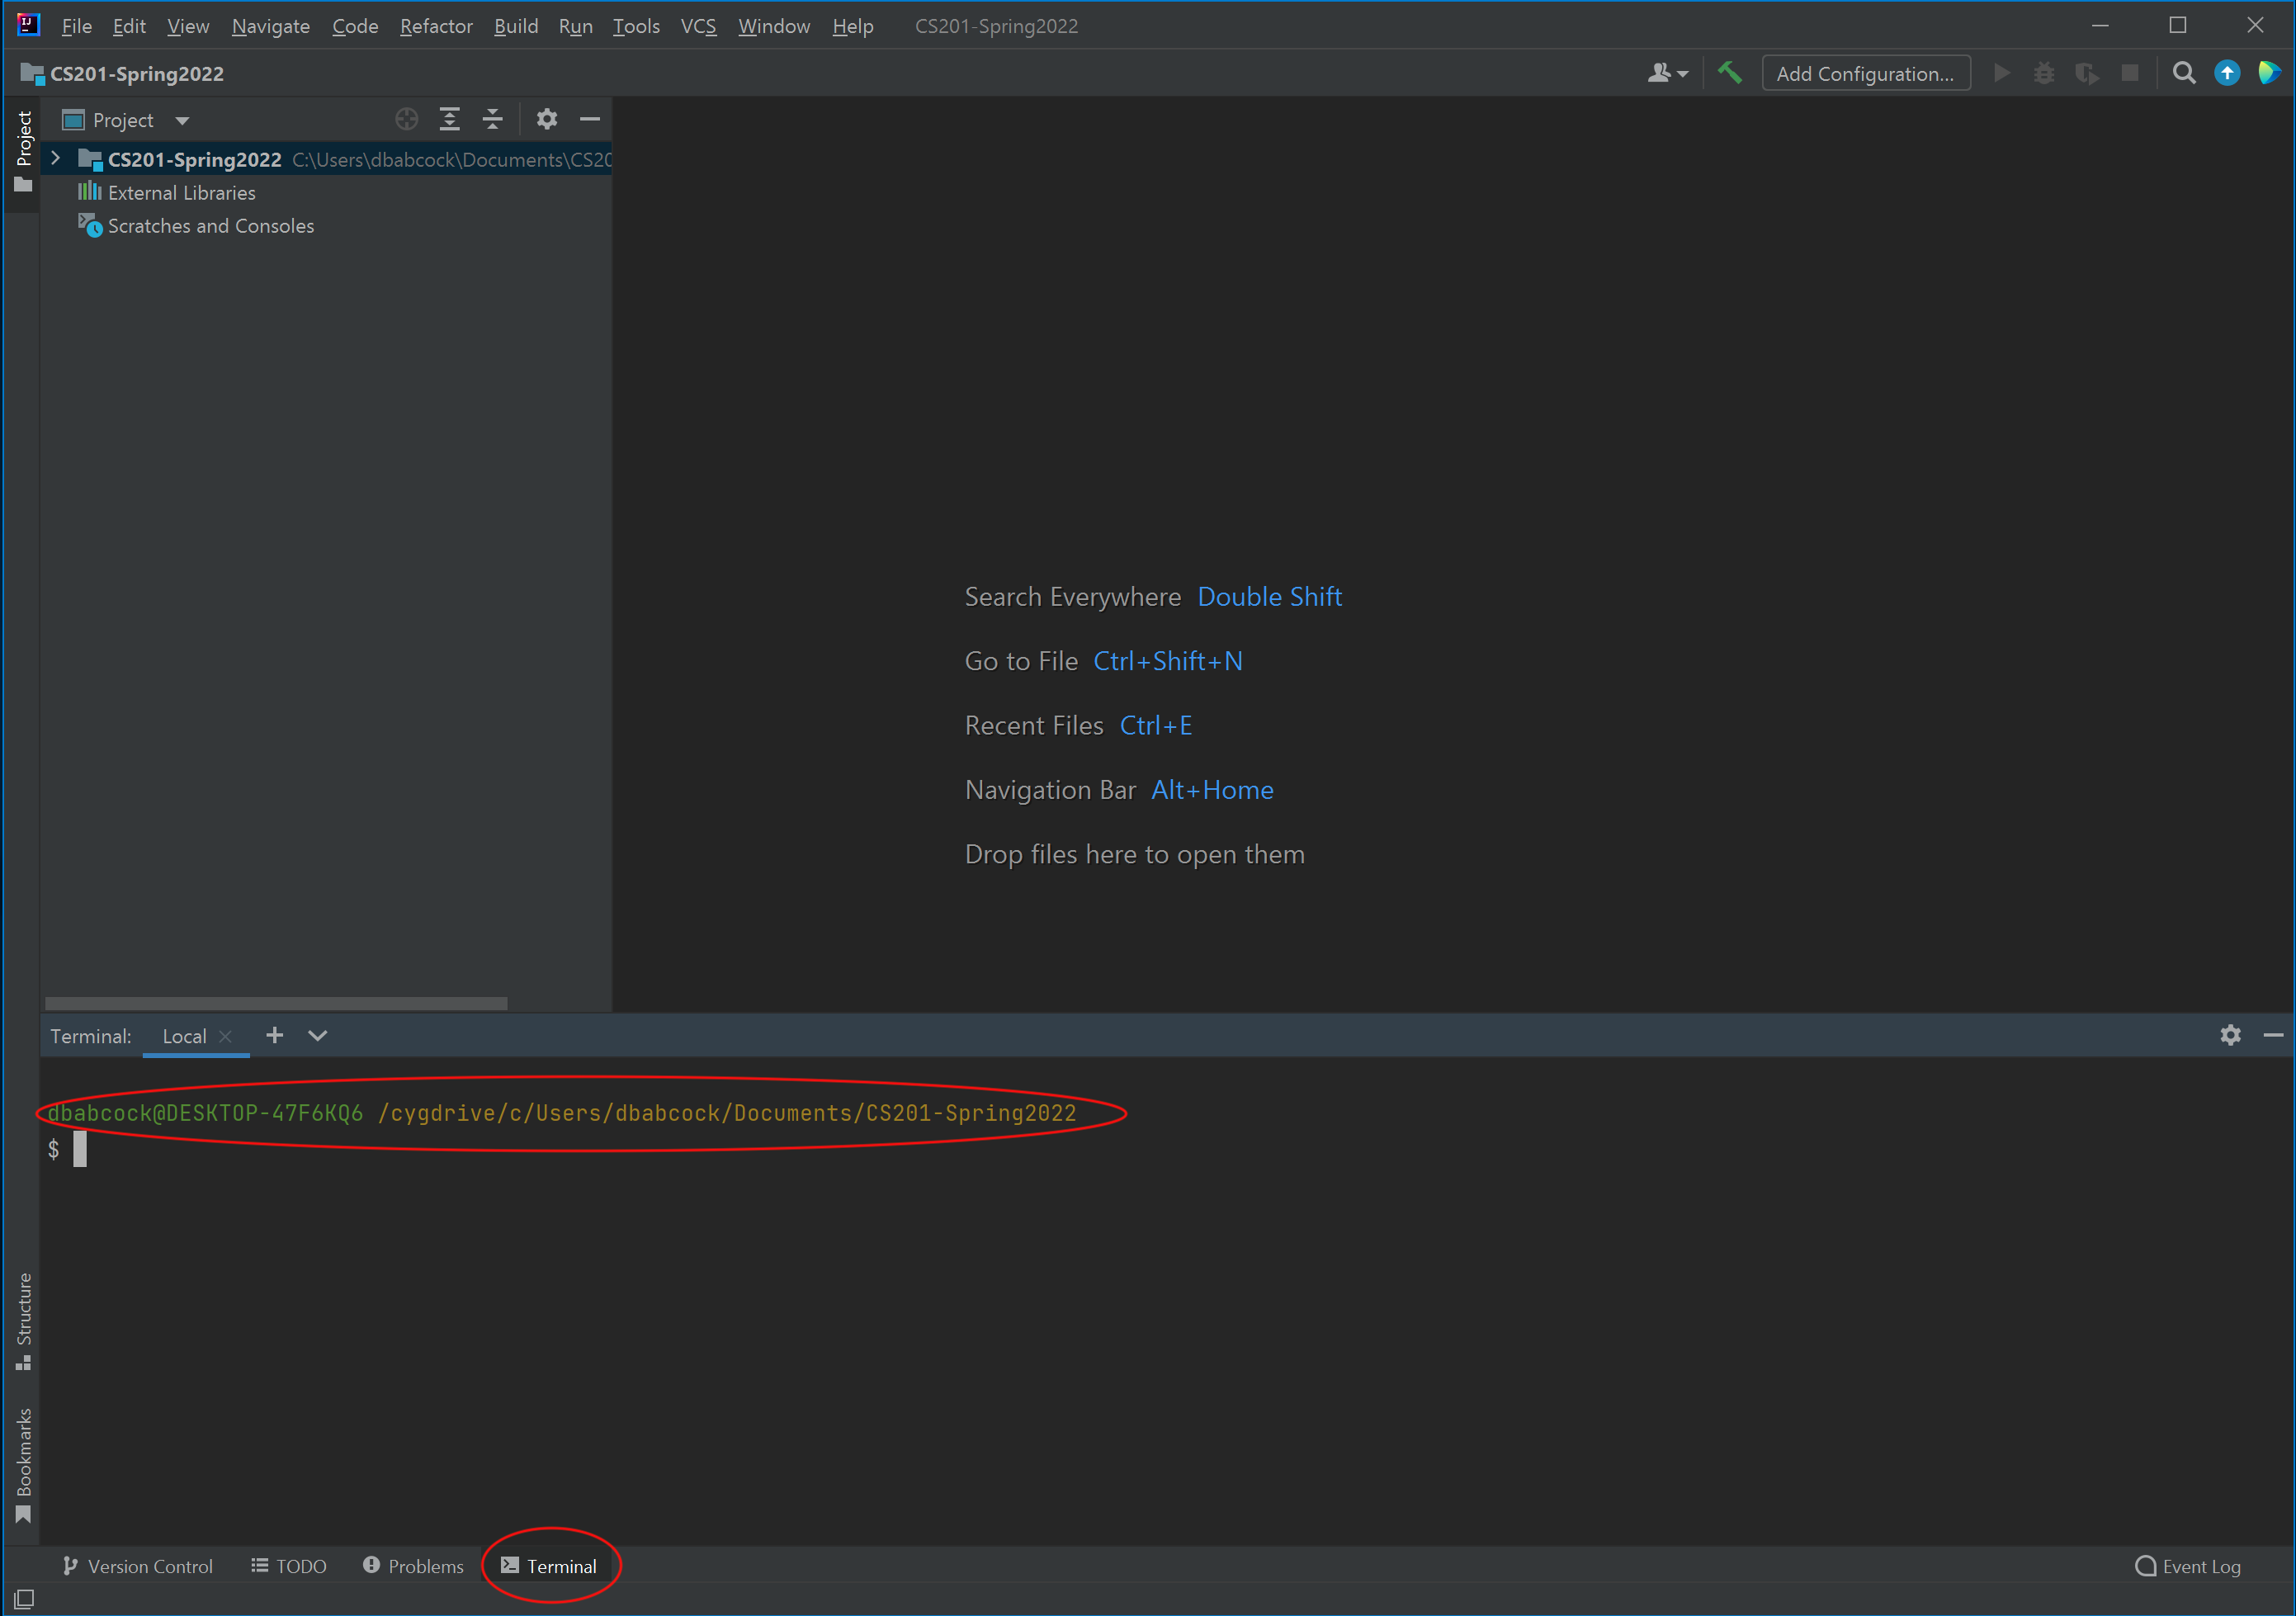 File Edit View Navigate Code Refactor Build Run Tools VCS Window Help CS201-Spring2022
CS201-Spring2022 Add Configuration...
Project
Project
CS201-Spring2022 C:\Users\dbabcock\Documents\CS20
External Libraries
Scratches and Consoles
Search Everywhere Double Shift
Go to File Ctrl+Shift+N
Recent Files Ctrl+E
Navigation Bar Alt+Home
Drop files here to open them
Terminal: Local
dbabcock@DESKTOP-47F6KQ6 /cygdrive/c/Users/dbabcock/Documents/CS201-Spring2022
$
Structure
Bookmarks
Version Control TODO Problems Terminal Event Log